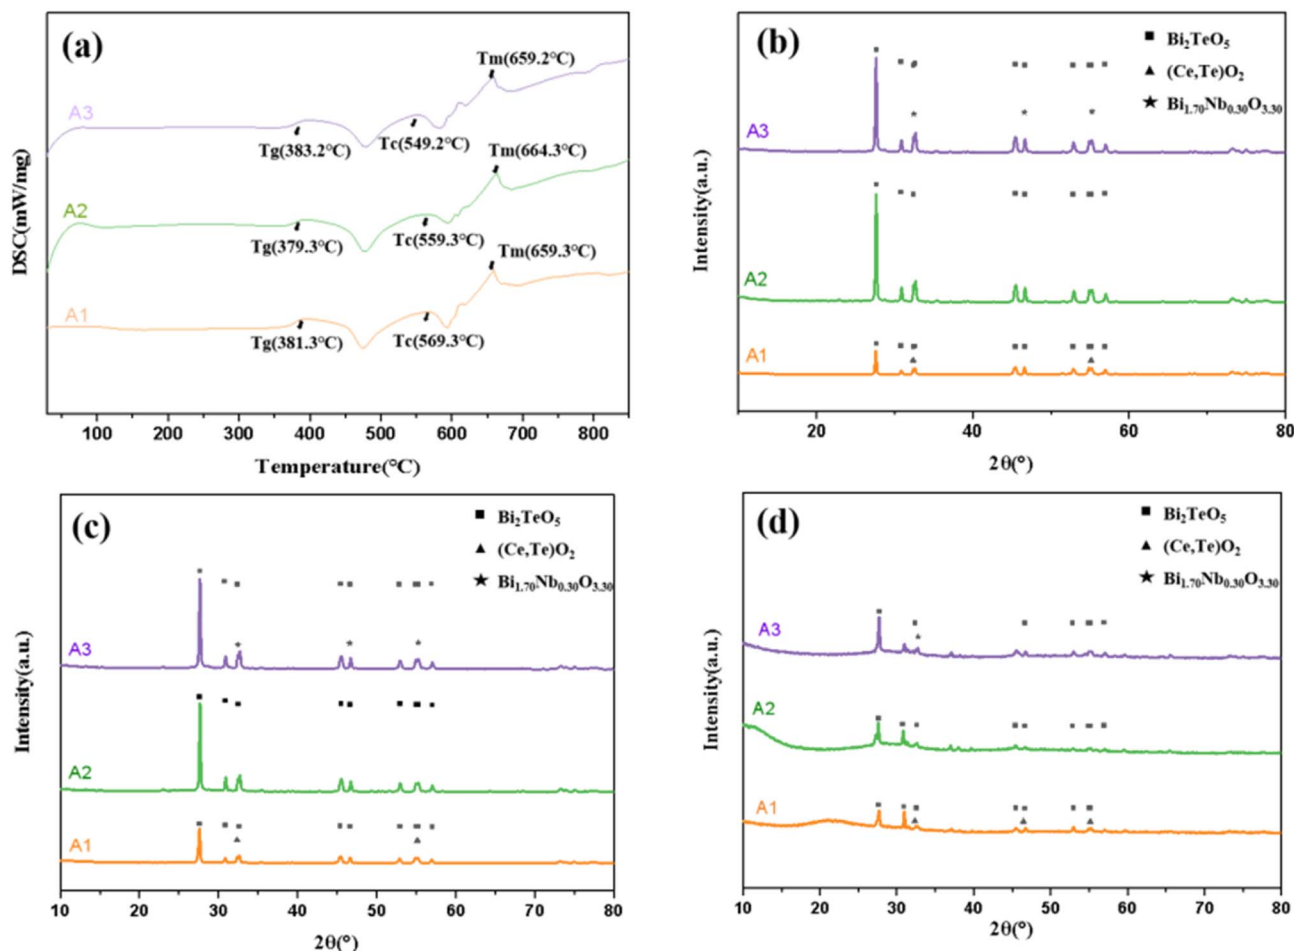 (a)
Tm(659.2℃)
A3
Tg(383.2℃)
Tc(549.2℃)
Tm(664.3℃)
A2
Tg(379.3℃)
Tc(559.3℃)
Tm(659.3℃)
A1
Tg(381.3℃)
Tc(569.3℃)
DSC(mW/mg)
100 200 300 400 500 600 700 800
Temperature(℃)
(b)
■ Bi₂TeO₅
▲ (Ce,Te)O₂
★ Bi₁.₇₀Nb₀.₃₀O₃.₃₀
A3
A2
A1
Intensity(a.u.)
20 40 60 80
2θ(°)
(c)
■ Bi₂TeO₅
▲ (Ce,Te)O₂
★ Bi₁.₇₀Nb₀.₃₀O₃.₃₀
A3
A2
A1
Intensity(a.u.)
10 20 30 40 50 60 70 80
2θ(°)
(d)
■ Bi₂TeO₅
▲ (Ce,Te)O₂
★ Bi₁.₇₀Nb₀.₃₀O₃.₃₀
A3
A2
A1
Intensity(a.u.)
10 20 30 40 50 60 70 80
2θ(°)